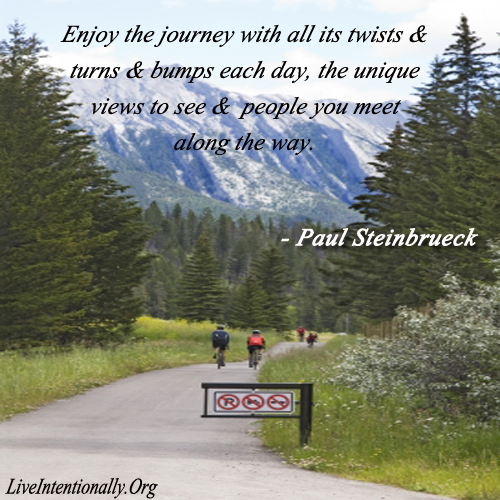 Enjoy the journey with all its twists &
turns & bumps each day, the unique
views to see & people you meet
along the way.
- Paul Steinbrueck
P
LiveIntentionally.Org